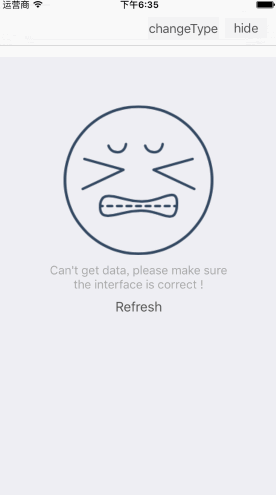 运营商 下午6:35
changeType hide
Can't get data, please make sure
the interface is correct !
Refresh